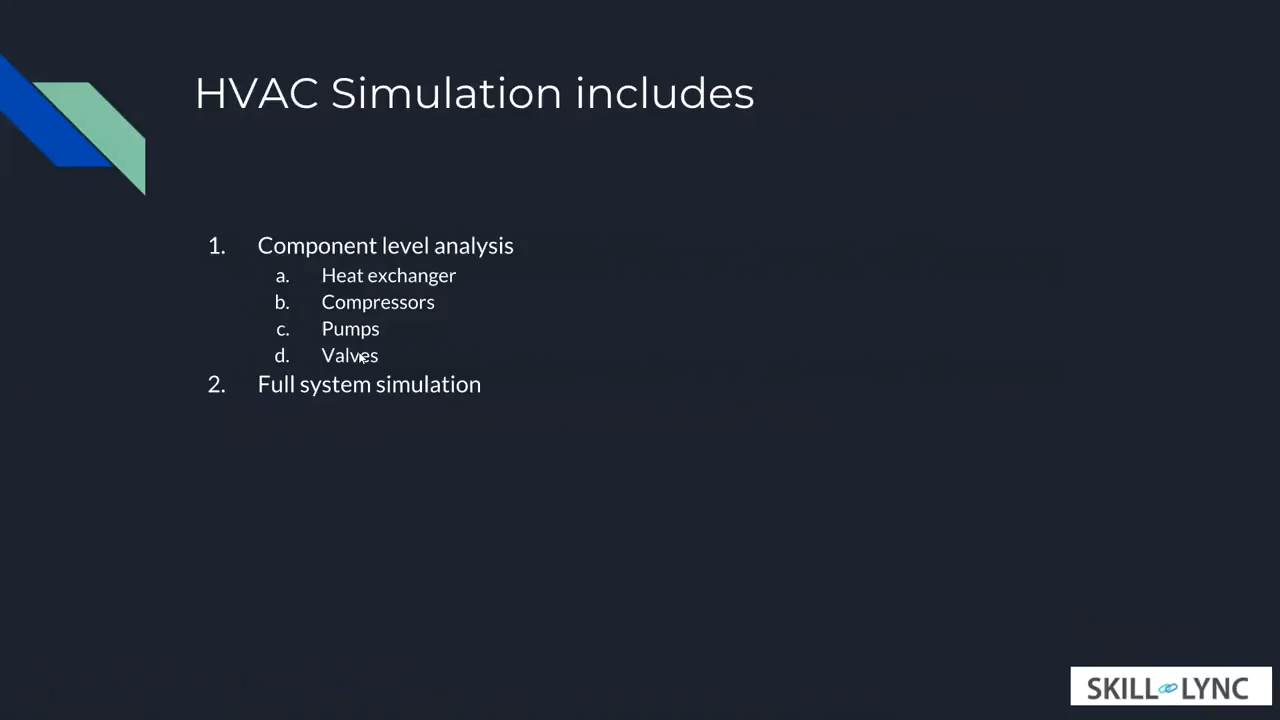 HVAC Simulation includes
1. Component level analysis
a. Heat exchanger
b. Compressors
c. Pumps
d. Valves
2. Full system simulation
SKILL LYNC